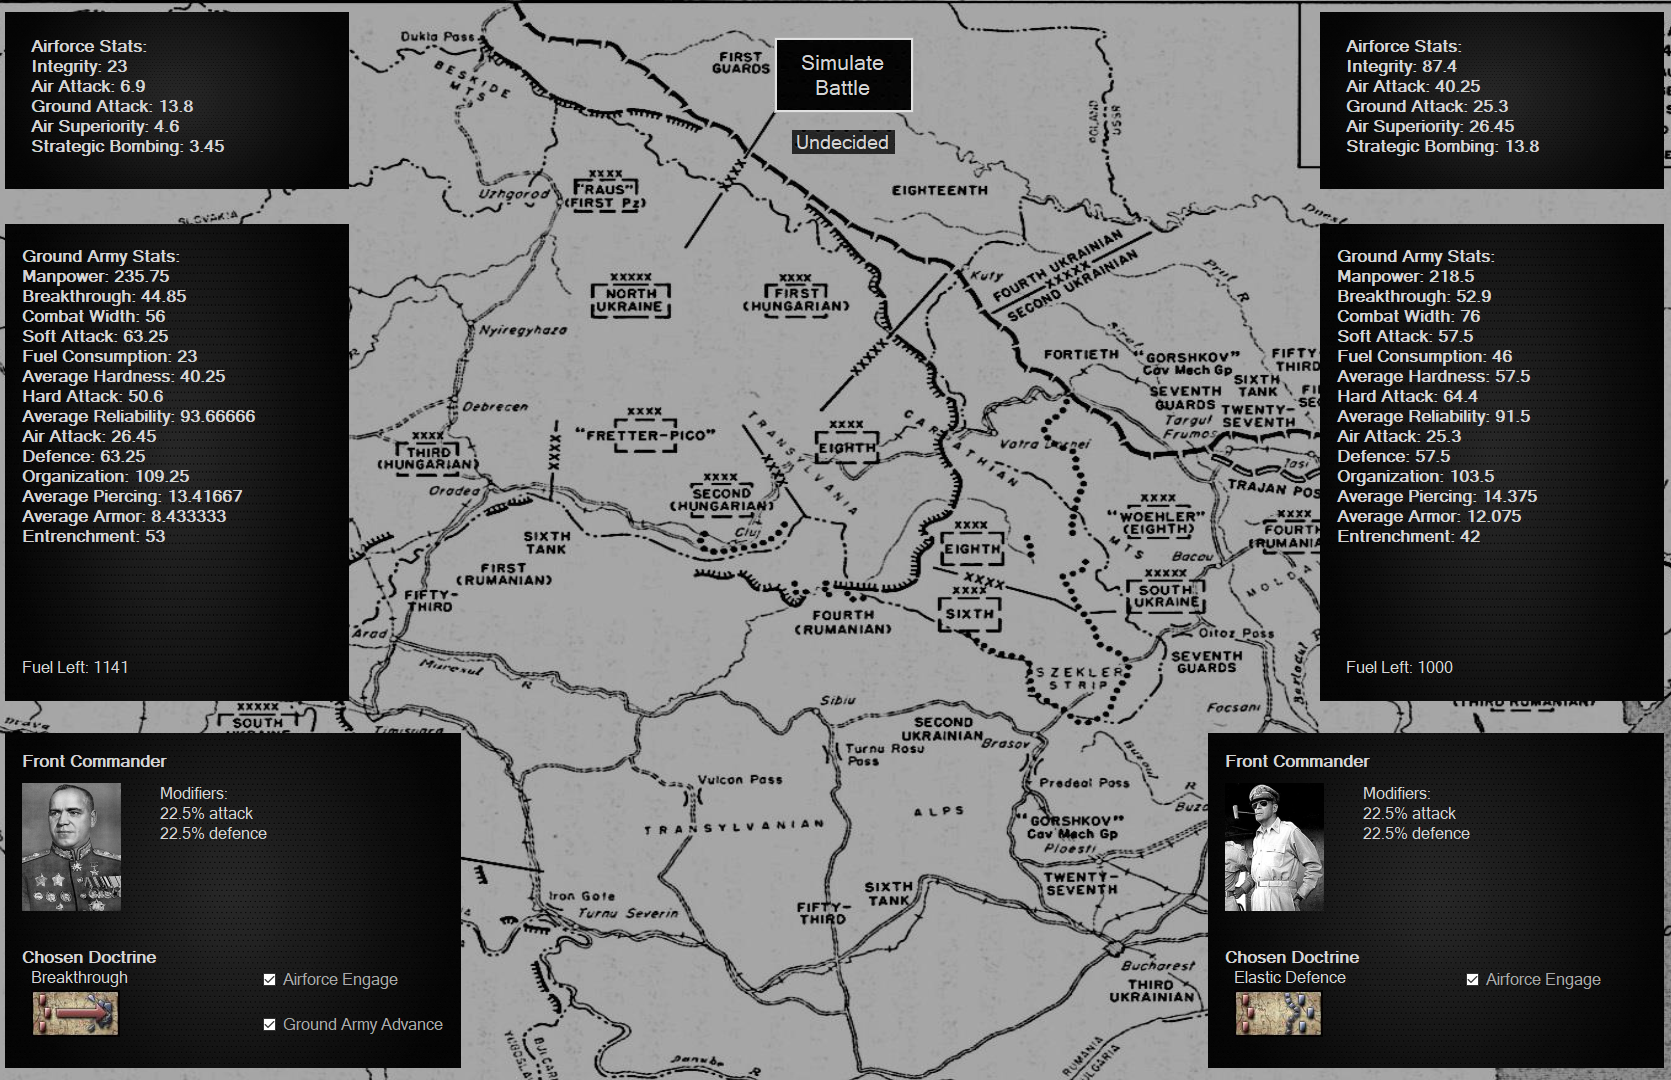 Airforce Stats:
Integrity: 23
Air Attack: 6.9
Ground Attack: 13.8
Air Superiority: 4.6
Strategic Bombing: 3.45
Simulate
Battle
Undecided
Airforce Stats:
Integrity: 87.4
Air Attack: 40.25
Ground Attack: 25.3
Air Superiority: 26.45
Strategic Bombing: 13.8
Ground Army Stats:
Manpower: 235.75
Breakthrough: 44.85
Combat Width: 56
Soft Attack: 63.25
Fuel Consumption: 23
Average Hardness: 40.25
Hard Attack: 50.6
Average Reliability: 93.66666
Air Attack: 26.45
Defence: 63.25
Organization: 109.25
Average Piercing: 13.41667
Average Armor: 8.433333
Entrenchment: 53
Fuel Left: 1141
Ground Army Stats:
Manpower: 218.5
Breakthrough: 52.9
Combat Width: 76
Soft Attack: 57.5
Fuel Consumption: 46
Average Hardness: 57.5
Hard Attack: 64.4
Average Reliability: 91.5
Air Attack: 25.3
Defence: 57.5
Organization: 103.5
Average Piercing: 14.375
Average Armor: 12.075
Entrenchment: 42
Fuel Left: 1000
Front Commander
Modifiers:
22.5% attack
22.5% defence
Chosen Doctrine
Breakthrough
Airforce Engage
Ground Army Advance
Front Commander
Modifiers:
22.5% attack
22.5% defence
Chosen Doctrine
Elastic Defence
Airforce Engage
Dukla Pass
BESKIDE
MTS
FIRST
GUARDS
POLAND
USSR
XXXX
"RAUS"
(FIRST Pz)
Uzhgorod
SLOVAKIA
XXXX
EIGHTEENTH
FOURTH UKRAINIAN
XXXXX
SECOND UKRAINIAN
Kuty
Prut R
XXXXX
NORTH
UKRAINE
XXXX
FIRST
(HUNGARIAN)
Nyiregyhaza
XXXXX
Siret
FORTIETH
"GORSHKOV"
Cav Mech Gp
FIFTY-
THIRD
SIXTH
TANK
SEVENTH
GUARDS
TWENTY-
SEVENTH
Targul
Frumos
Iasi
TRAJAN POS
Debrecen
XXXX
THIRD
(HUNGARIAN)
XXXX
XXXX
"FRETTER-PICO"
TRANSYLVANIA
XXXX
XXXX
EIGHTH
CARPATHIAN
MTS
Vatra Dornei
Oradea
XXXX
SECOND
(HUNGARIAN)
Cluj
XXXX
"WOEHLER"
(EIGHTH)
XXXX
FOURTH
Bacau
MOLDA
SIXTH
TANK
FIRST
(RUMANIAN)
FIFTY-
THIRD
XXXX
EIGHTH
XXXX
XXXX
SIXTH
XXXXX
SOUTH
UKRAINE
FOURTH
(RUMANIAN)
Arad
Muresul R
Oitoz Pass
SEVENTH
GUARDS
SZEKLER
STRIP
Focsani
XXXXX
SOUTH
Timisoara
Sibiu
SECOND
UKRAINIAN
Brasov
Turnu Rosu
Pass
Vulcan Pass
Predeal Pass
Buzaul R
TRANSYLVANIAN
ALPS
"GORSHKOV"
Cav Mech Gp
Ploesti
TWENTY-
SEVENTH
Iron Gate
Turnu Severin
SIXTH
TANK
FIFTY-
THIRD
Bucharest
THIRD
UKRAINIAN
Danube R